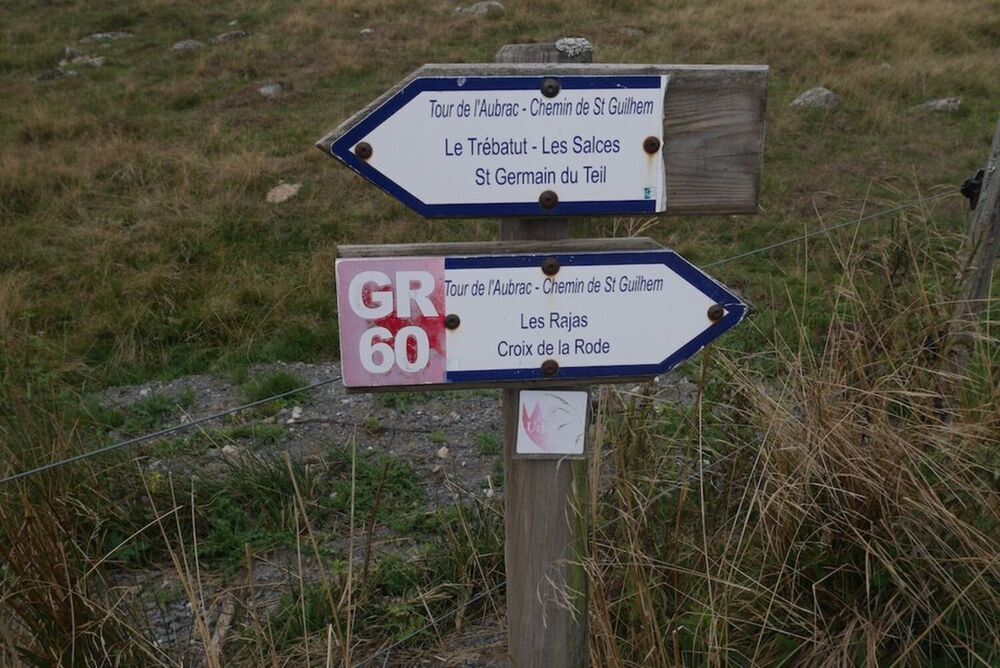 Tour de l'Aubrac - Chemin de St Guilhem
Le Trébatut - Les Salces
St Germain du Teil
GR
60
Tour de l'Aubrac - Chemin de St Guilhem
Les Rajas
Croix de la Rode